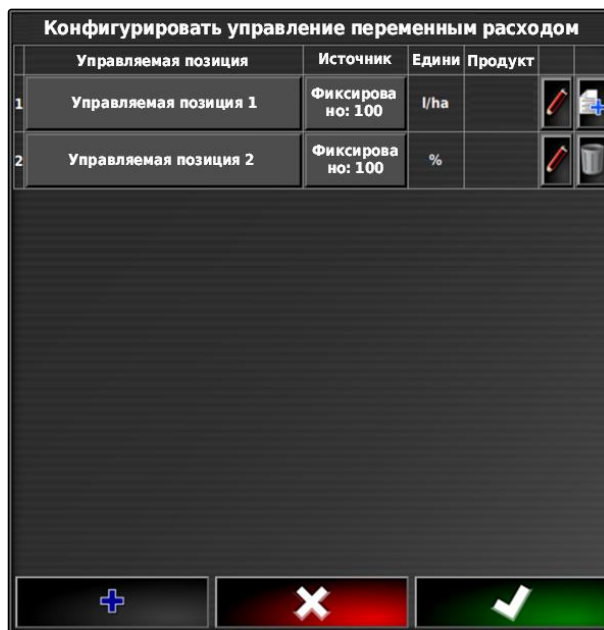 Конфигурировать управление переменным расходом
Управляемая позиция Источник Едини Продукт
1 Управляемая позиция 1 Фиксирова но: 100 l/ha
2 Управляемая позиция 2 Фиксирова но: 100 %